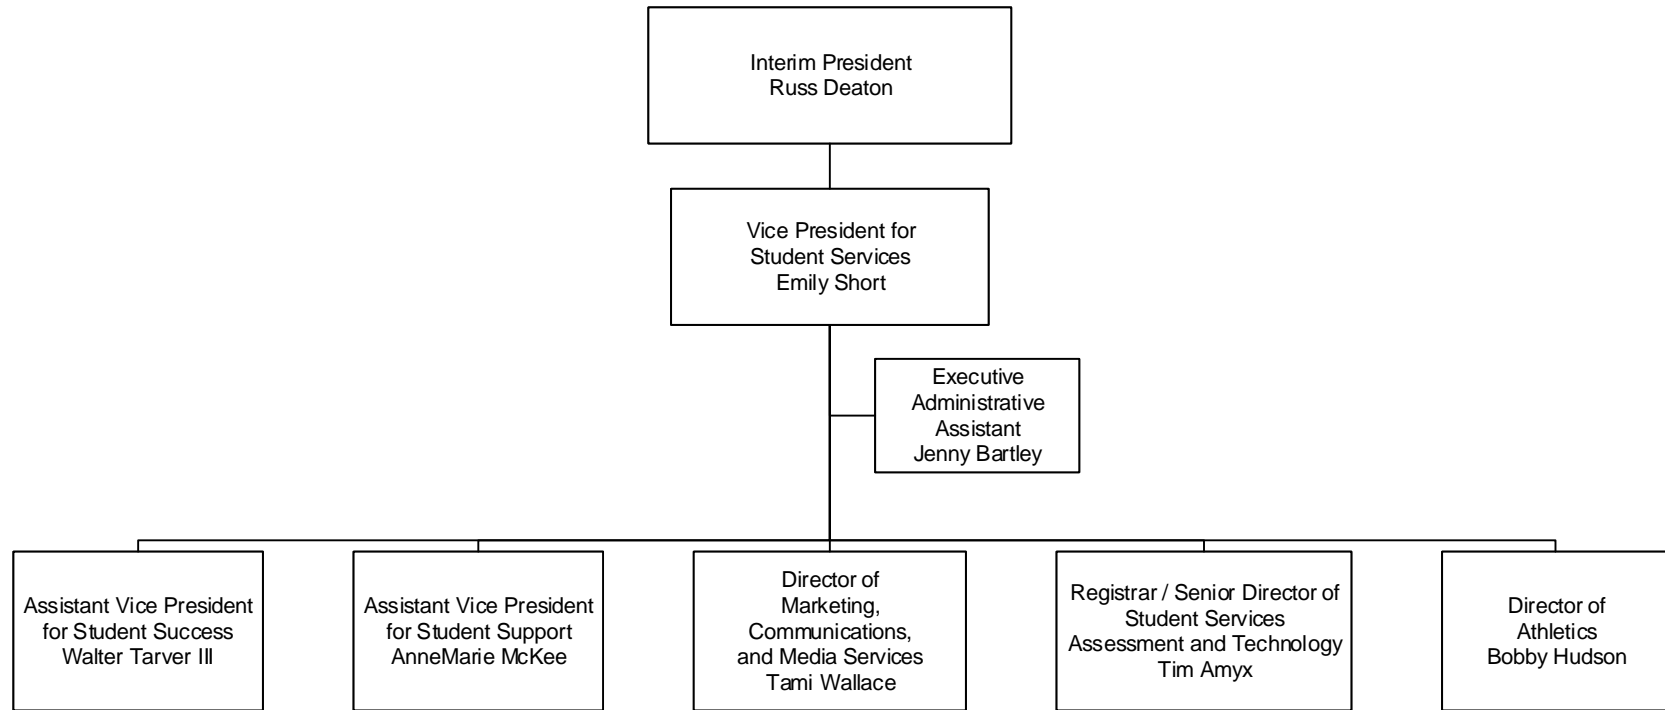 Interim President
Russ Deaton
Vice President for
Student Services
Emily Short
Executive
Administrative
Assistant
Jenny Bartley
Assistant Vice President
for Student Success
Walter Tarver III
Assistant Vice President
for Student Support
AnneMarie McKee
Director of
Marketing,
Communications,
and Media Services
Tami Wallace
Registrar / Senior Director of
Student Services
Assessment and Technology
Tim Amyx
Director of
Athletics
Bobby Hudson